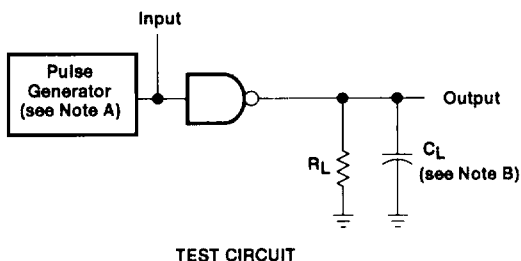 Input
Pulse
Generator
(see Note A)
Output
RL
CL
(see Note B)
TEST CIRCUIT